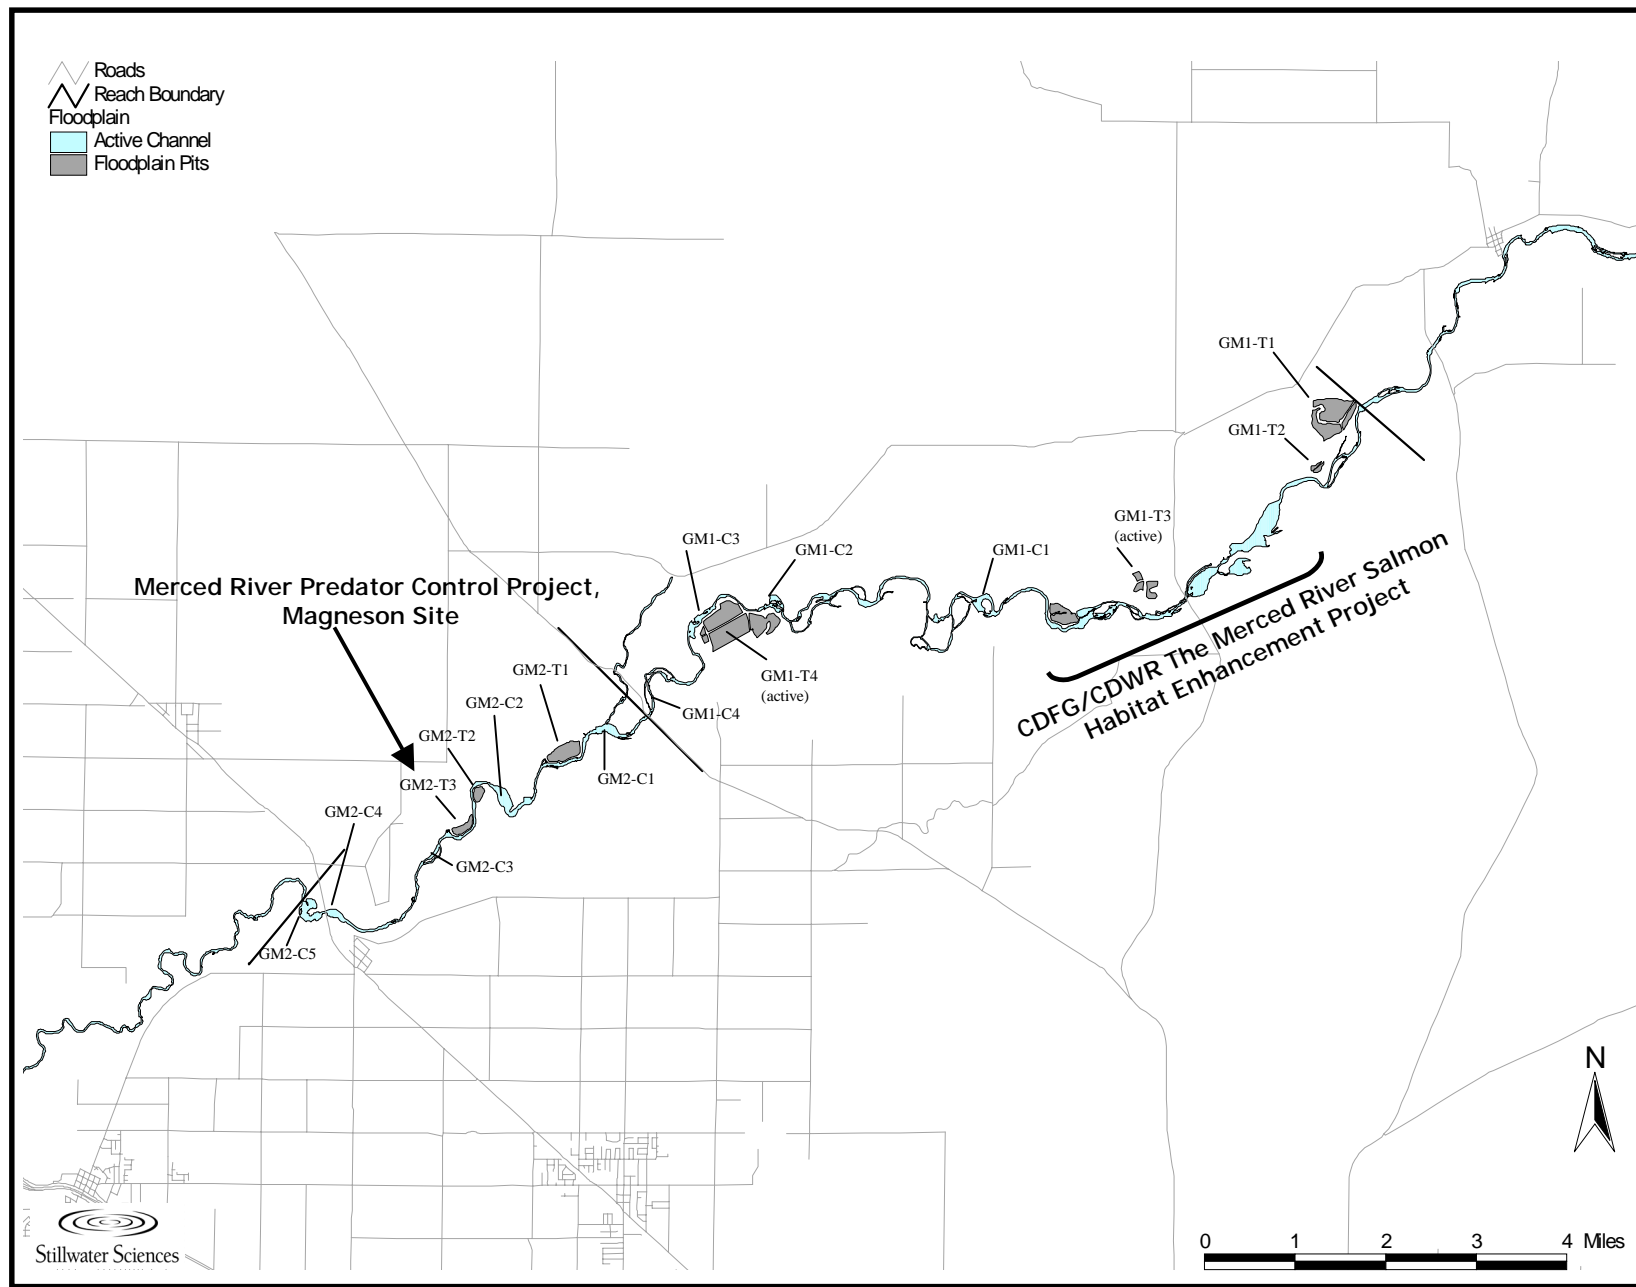 Roads
Reach Boundary
Floodplain
Active Channel
Floodplain Pits
GM1-T1
GM1-T2
GM1-T3
(active)
GM1-C3
GM1-C2
GM1-C1
CDFG/CDWR The Merced River Salmon
Habitat Enhancement Project
Merced River Predator Control Project,
Magneson Site
GM2-T1
GM1-T4
(active)
GM2-C2
GM1-C4
GM2-T2
GM2-C1
GM2-T3
GM2-C4
GM2-C3
GM2-C5
N
0 1 2 3 4 Miles
Stillwater Sciences